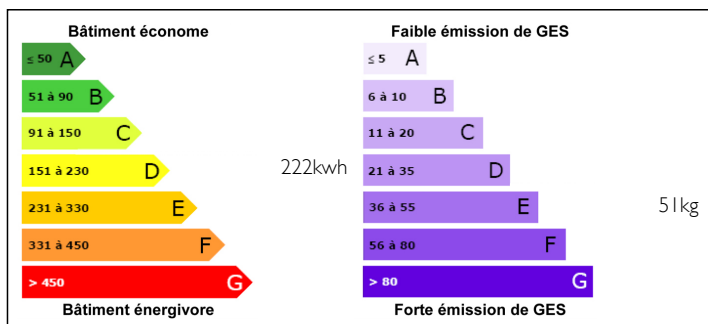 Bâtiment économe
≤ 50 A
51 à 90 B
91 à 150 C
151 à 230 D
231 à 330 E
331 à 450 F
> 450 G
Bâtiment énergivore
222kwh
Faible émission de GES
≤ 5 A
6 à 10 B
11 à 20 C
21 à 35 D
36 à 55 E
56 à 80 F
> 80 G
Forte émission de GES
51kg